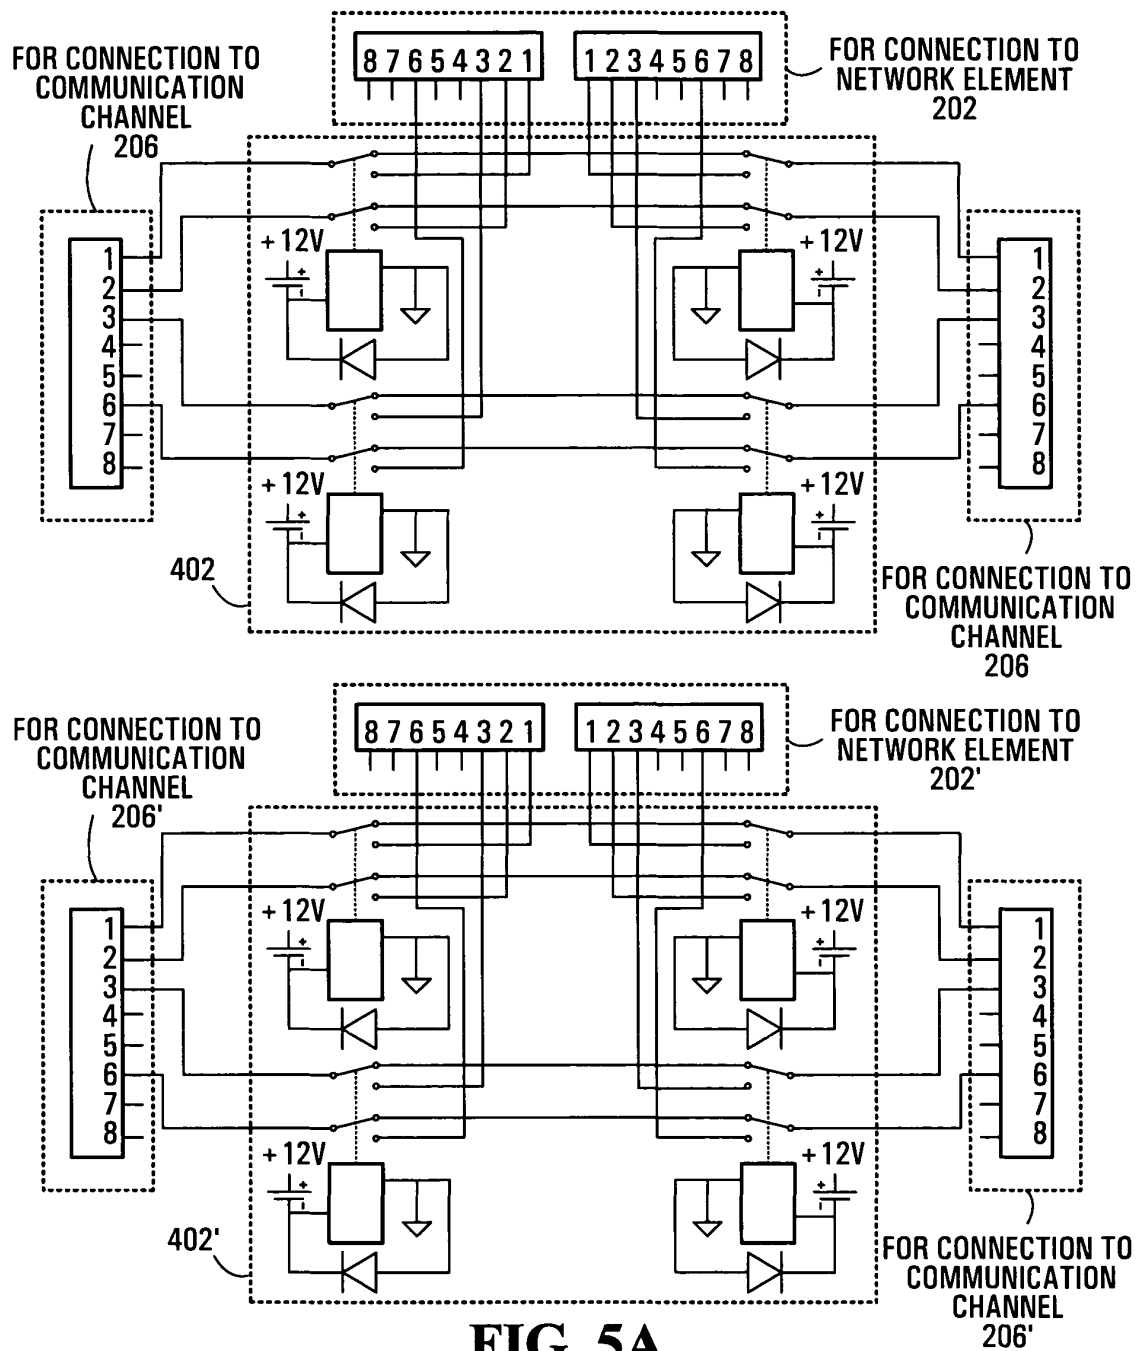 FOR CONNECTION TO
COMMUNICATION
CHANNEL
206
8 7 6 5 4 3 2 1
1 2 3 4 5 6 7 8
FOR CONNECTION TO
NETWORK ELEMENT
202
1
2
3
4
5
6
7
8
+12V
+12V
1
2
3
4
5
6
7
8
+12V
+12V
402
FOR CONNECTION TO
COMMUNICATION
CHANNEL
206
FOR CONNECTION TO
COMMUNICATION
CHANNEL
206'
8 7 6 5 4 3 2 1
1 2 3 4 5 6 7 8
FOR CONNECTION TO
NETWORK ELEMENT
202'
1
2
3
4
5
6
7
8
+12V
+12V
1
2
3
4
5
6
7
8
+12V
+12V
402'
FOR CONNECTION TO
COMMUNICATION
CHANNEL
206'
FIG. 5A